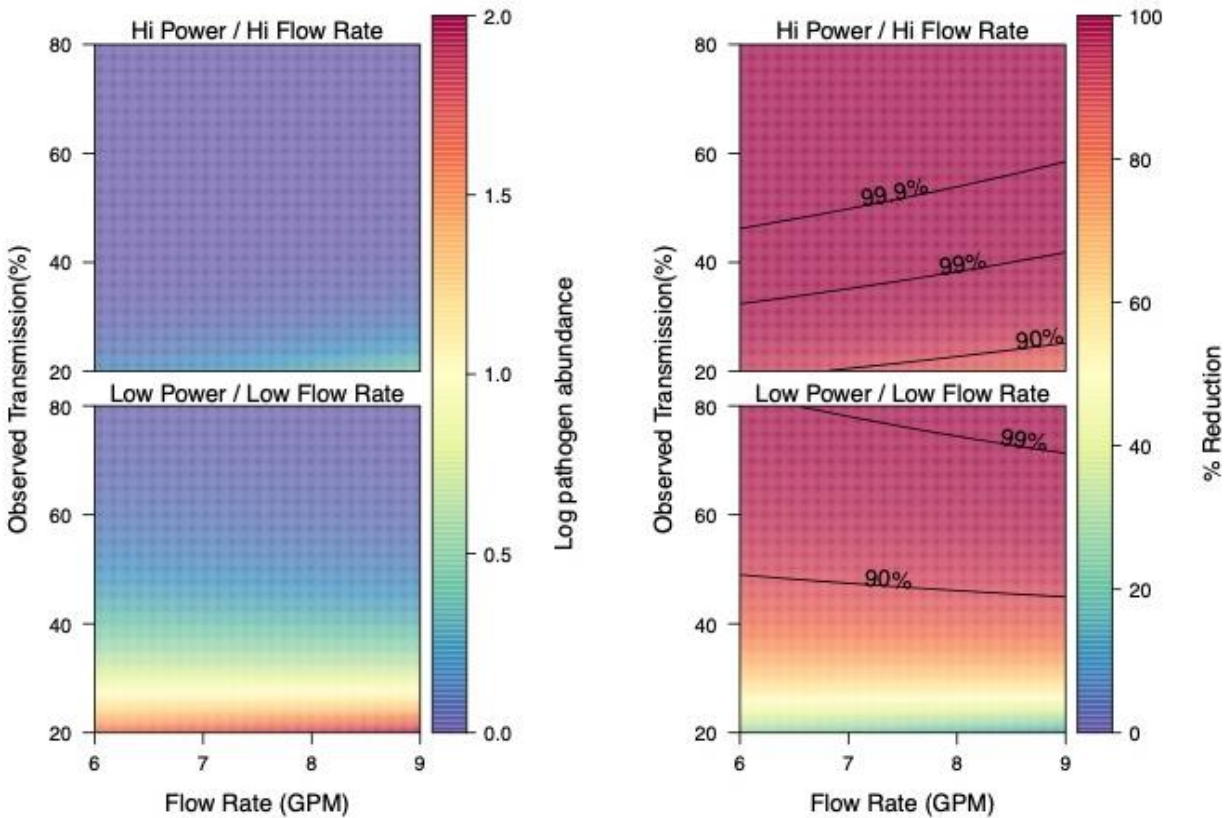 Hi Power / Hi Flow Rate
80
60
40
20
Low Power / Low Flow Rate
80
60
40
20
6 7 8 9
Flow Rate (GPM)
Observed Transmission(%)
2.0
1.5
1.0
0.5
0.0
Log pathogen abundance
Hi Power / Hi Flow Rate
80
60
40
20
99.9%
99%
90%
Low Power / Low Flow Rate
80
60
40
20
99%
90%
6 7 8 9
Flow Rate (GPM)
Observed Transmission(%)
100
80
60
40
20
0
% Reduction